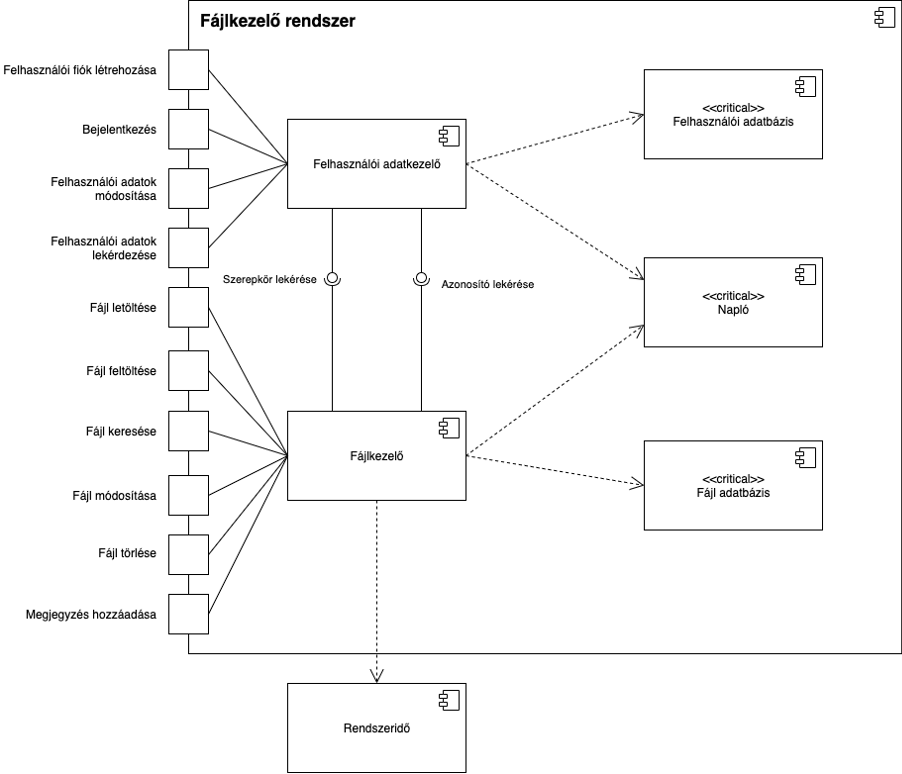 Fájlkezelő rendszer
Felhasználói fiók létrehozása
Bejelentkezés
Felhasználói adatok
módosítása
Felhasználói adatok
lekérdezése
Fájl letöltése
Fájl feltöltése
Fájl keresése
Fájl módosítása
Fájl törlése
Megjegyzés hozzáadása
Felhasználói adatkezelő
Szerepkör lekérése
Azonosító lekérése
Fájlkezelő
<<critical>>
Felhasználói adatbázis
<<critical>>
Napló
<<critical>>
Fájl adatbázis
Rendszeridő